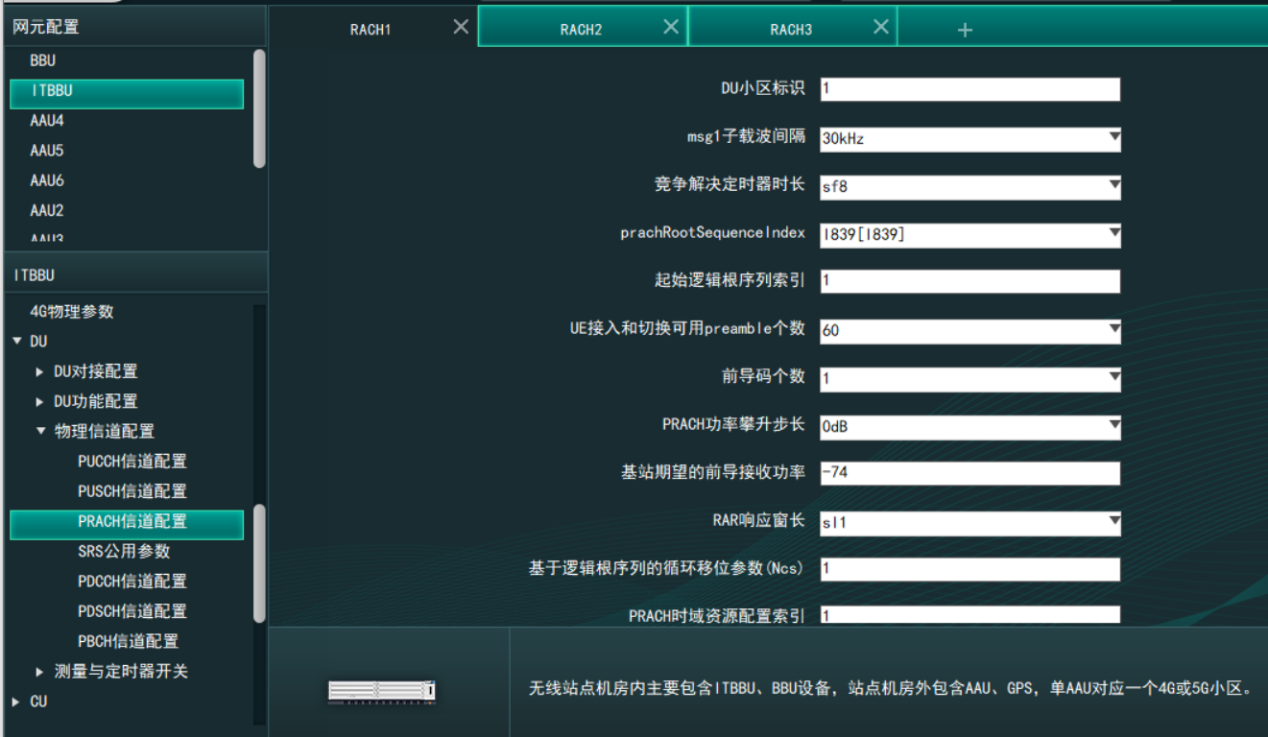 网元配置
BBU
ITBBU
AAU4
AAU5
AAU6
AAU2
AAU3
ITBBU
4G物理参数
DU
DU对接配置
DU功能配置
物理信道配置
PUCCH信道配置
PUSCH信道配置
PRACH信道配置
SRS公用参数
PDCCH信道配置
PDSCH信道配置
PBCH信道配置
测量与定时器开关
CU
RACH1 RACH2 RACH3 +
DU小区标识 1
msg1子载波间隔 30kHz
竞争解决定时器时长 sf8
prachRootSequenceIndex l839[l839]
起始逻辑根序列索引 1
UE接入和切换可用preamble个数 60
前导码个数 1
PRACH功率攀升步长 0dB
基站期望的前导接收功率 -74
RAR响应窗长 sl1
基于逻辑根序列的循环移位参数(Ncs) 1
PRACH时域资源配置索引 1
无线站点机房内主要包含ITBBU、BBU设备，站点机房外包含AAU、GPS，单AAU对应一个4G或5G小区。